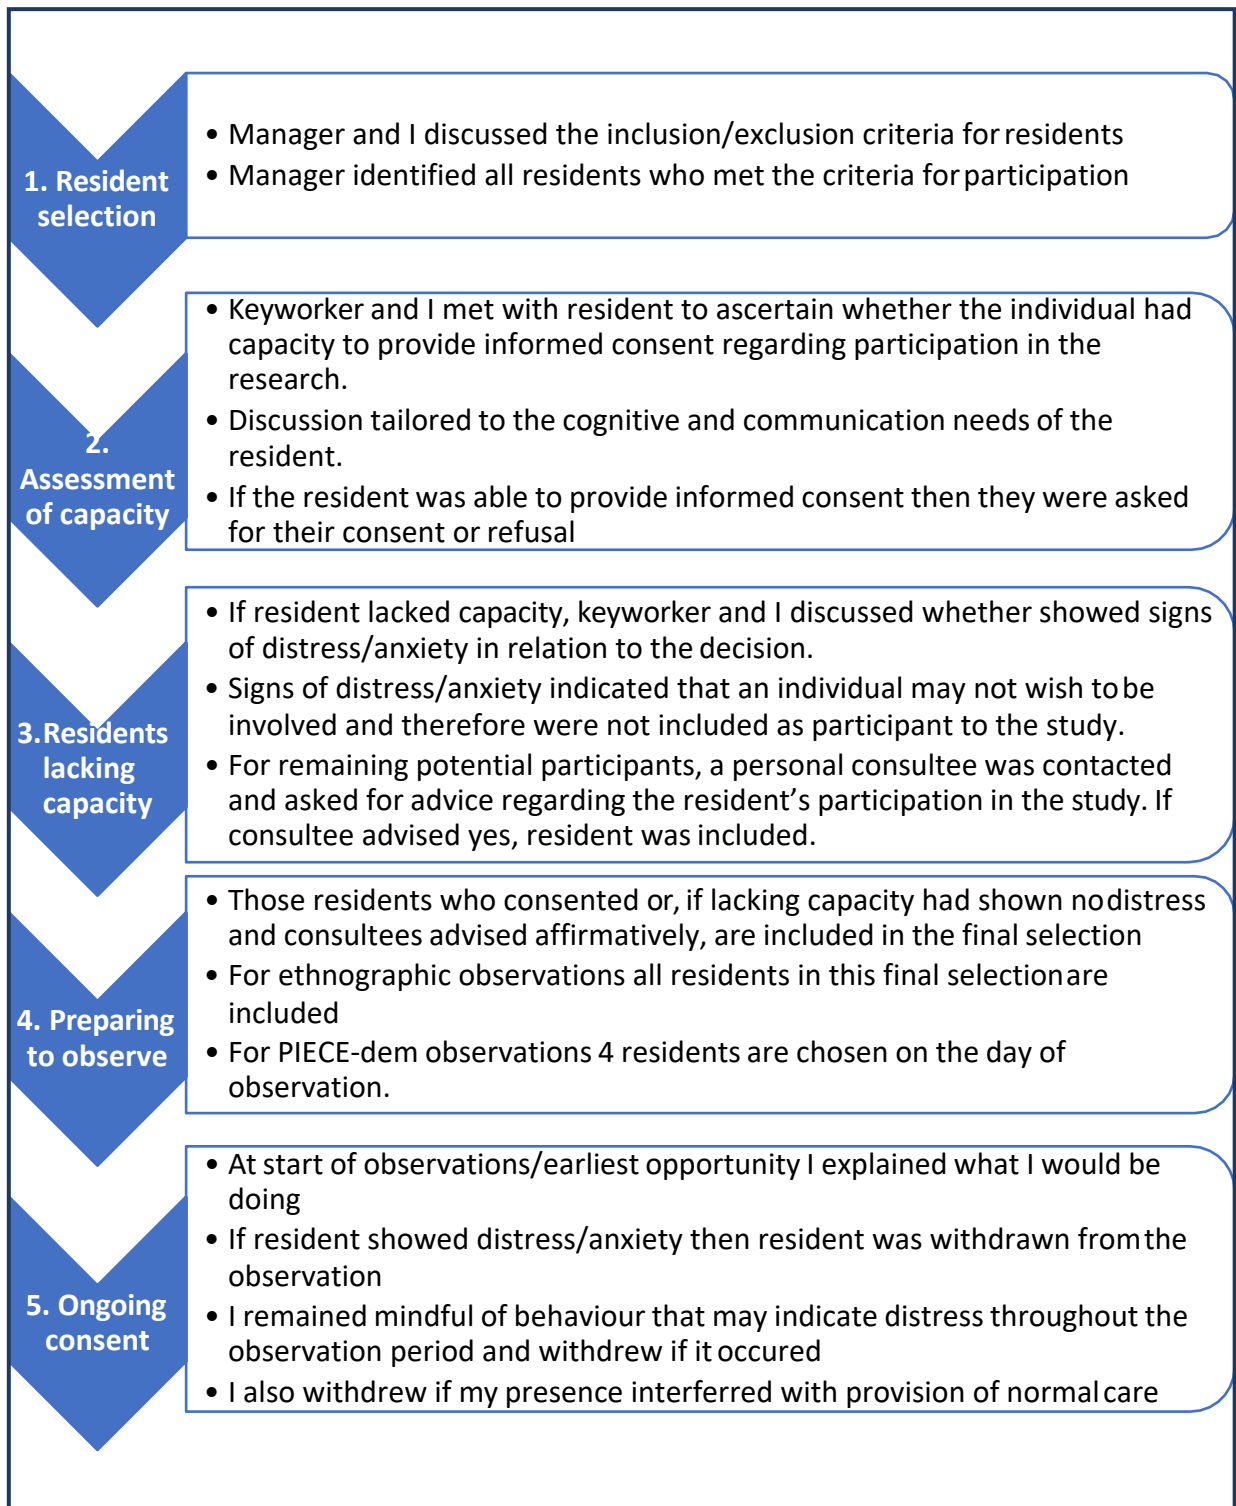 1. Resident
selection
• Manager and I discussed the inclusion/exclusion criteria for residents
• Manager identified all residents who met the criteria for participation
2.
Assessment
of capacity
• Keyworker and I met with resident to ascertain whether the individual had
capacity to provide informed consent regarding participation in the
research.
• Discussion tailored to the cognitive and communication needs of the
resident.
• If the resident was able to provide informed consent then they were asked
for their consent or refusal
3.Residents
lacking
capacity
• If resident lacked capacity, keyworker and I discussed whether showed signs
of distress/anxiety in relation to the decision.
• Signs of distress/anxiety indicated that an individual may not wish to be
involved and therefore were not included as participant to the study.
• For remaining potential participants, a personal consultee was contacted
and asked for advice regarding the resident’s participation in the study. If
consultee advised yes, resident was included.
4. Preparing
to observe
• Those residents who consented or, if lacking capacity had shown no distress
and consultees advised affirmatively, are included in the final selection
• For ethnographic observations all residents in this final selection are
included
• For PIECE-dem observations 4 residents are chosen on the day of
observation.
5. Ongoing
consent
• At start of observations/earliest opportunity I explained what I would be
doing
• If resident showed distress/anxiety then resident was withdrawn from the
observation
• I remained mindful of behaviour that may indicate distress throughout the
observation period and withdrew if it occured
• I also withdrew if my presence interferred with provision of normal care